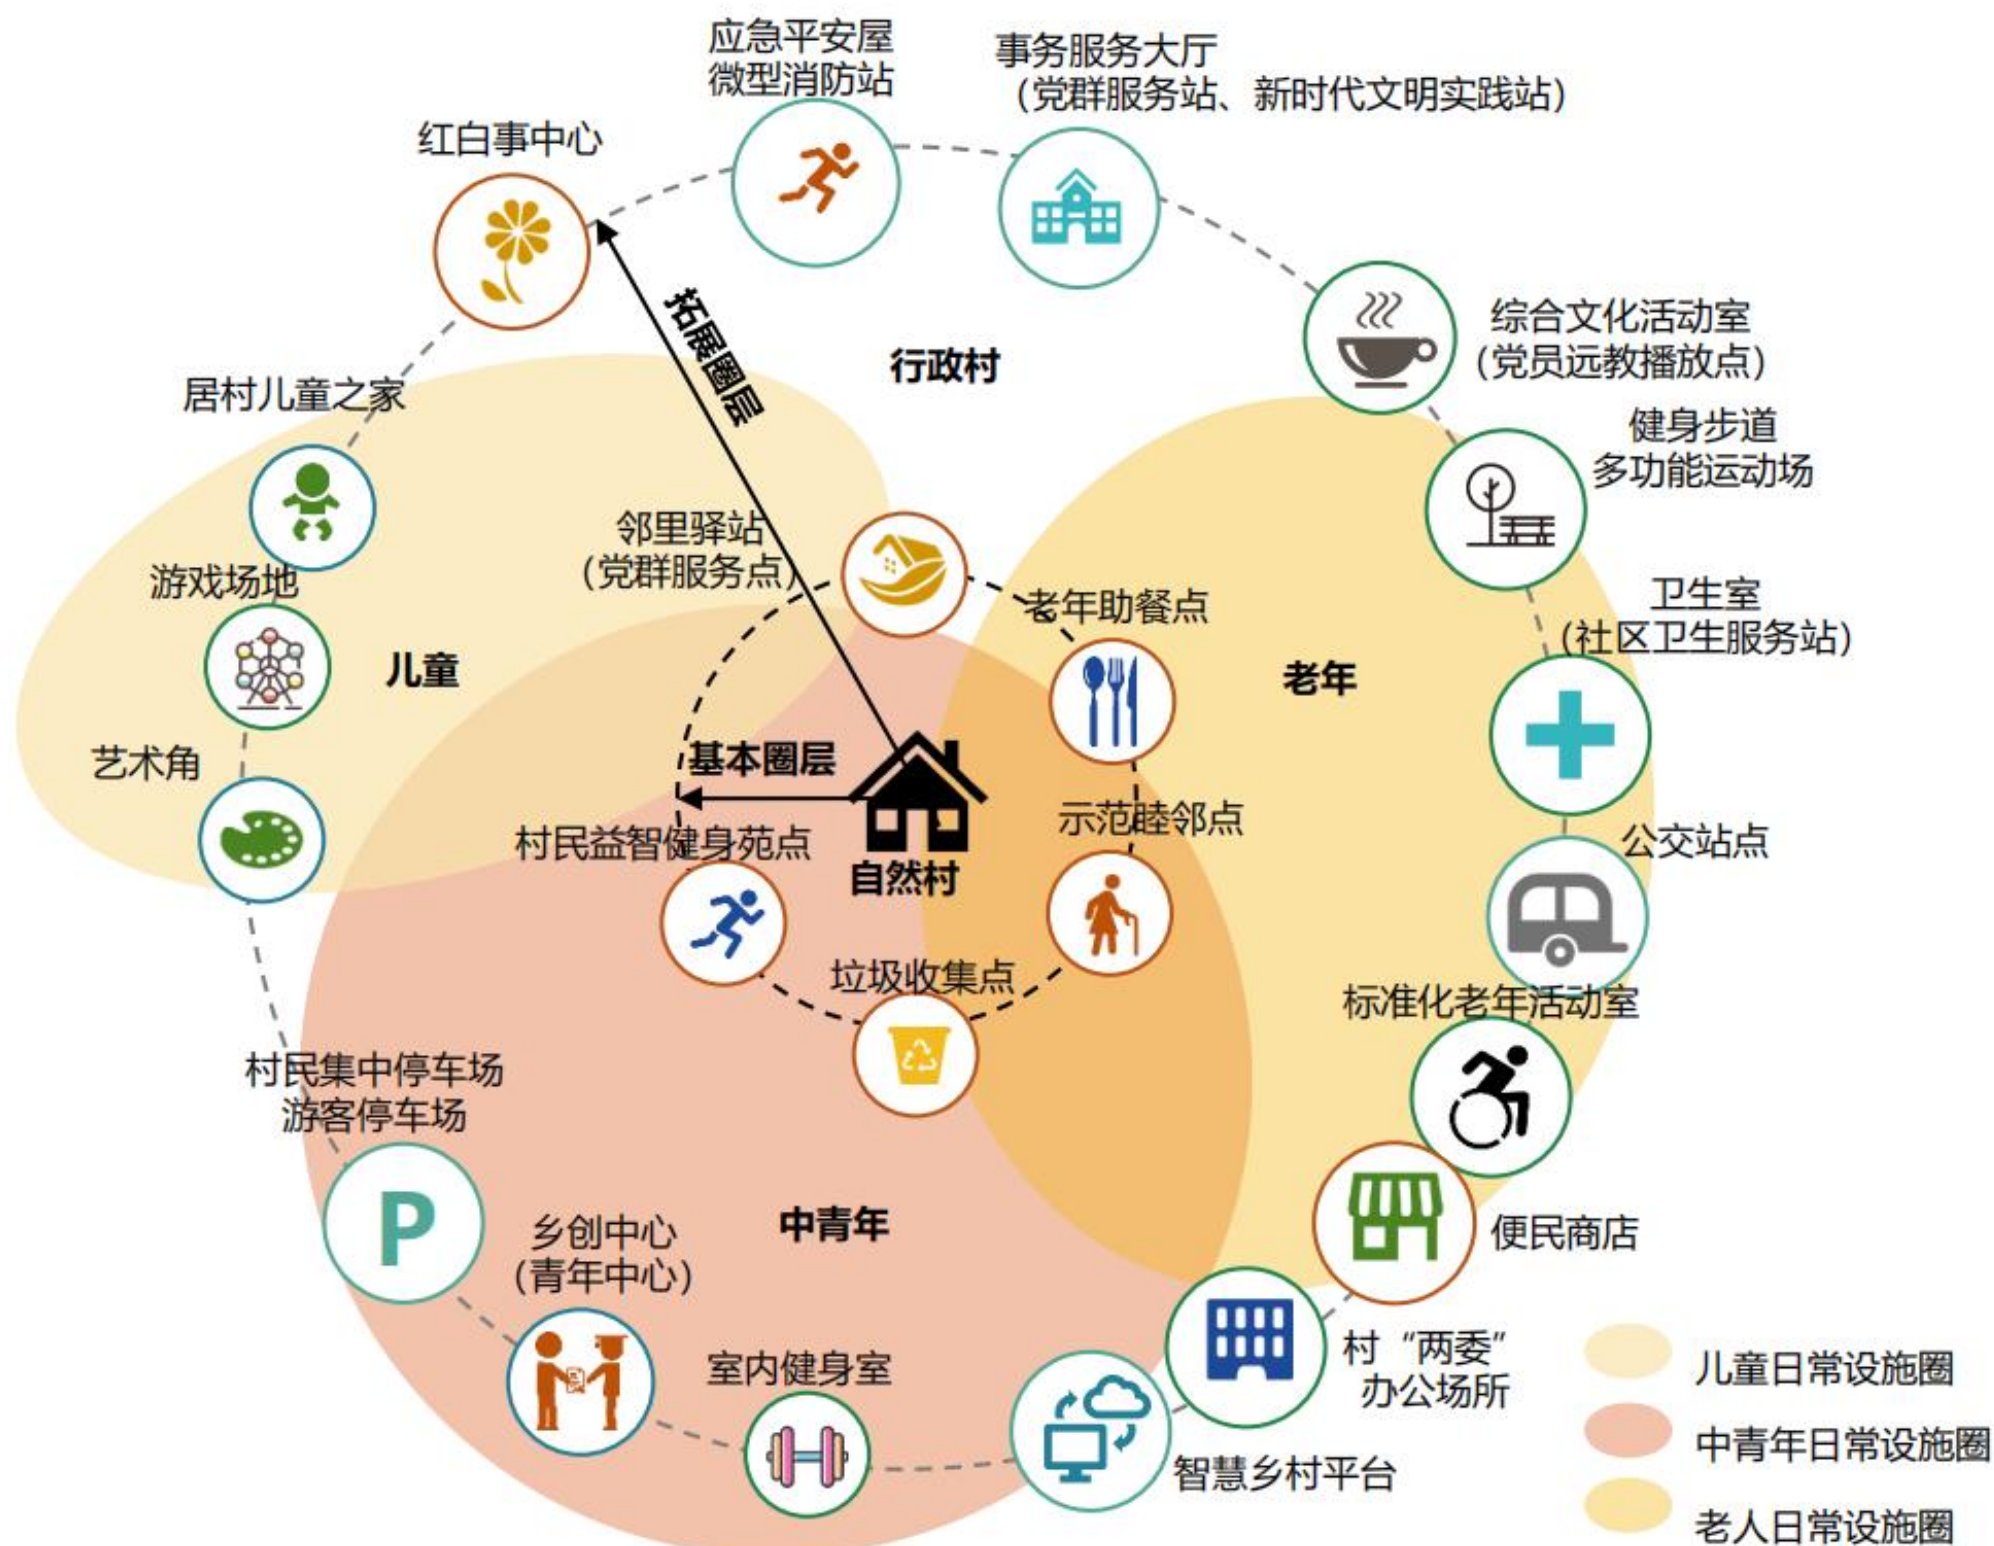 应急平安屋
微型消防站
事务服务大厅
（党群服务站、新时代文明实践站）
红白事中心
拓展圈层
行政村
综合文化活动室
（党员远教播放点）
居村儿童之家
健身步道
多功能运动场
邻里驿站
（党群服务点）
游戏场地
老年助餐点
卫生室
（社区卫生服务站）
儿童
老年
艺术角
基本圈层
村民益智健身苑点
示范睦邻点
公交站点
自然村
垃圾收集点
标准化老年活动室
村民集中停车场
游客停车场
P
乡创中心
（青年中心）
中青年
便民商店
室内健身室
村“两委”
办公场所
智慧乡村平台
儿童日常设施圈
中青年日常设施圈
老人日常设施圈